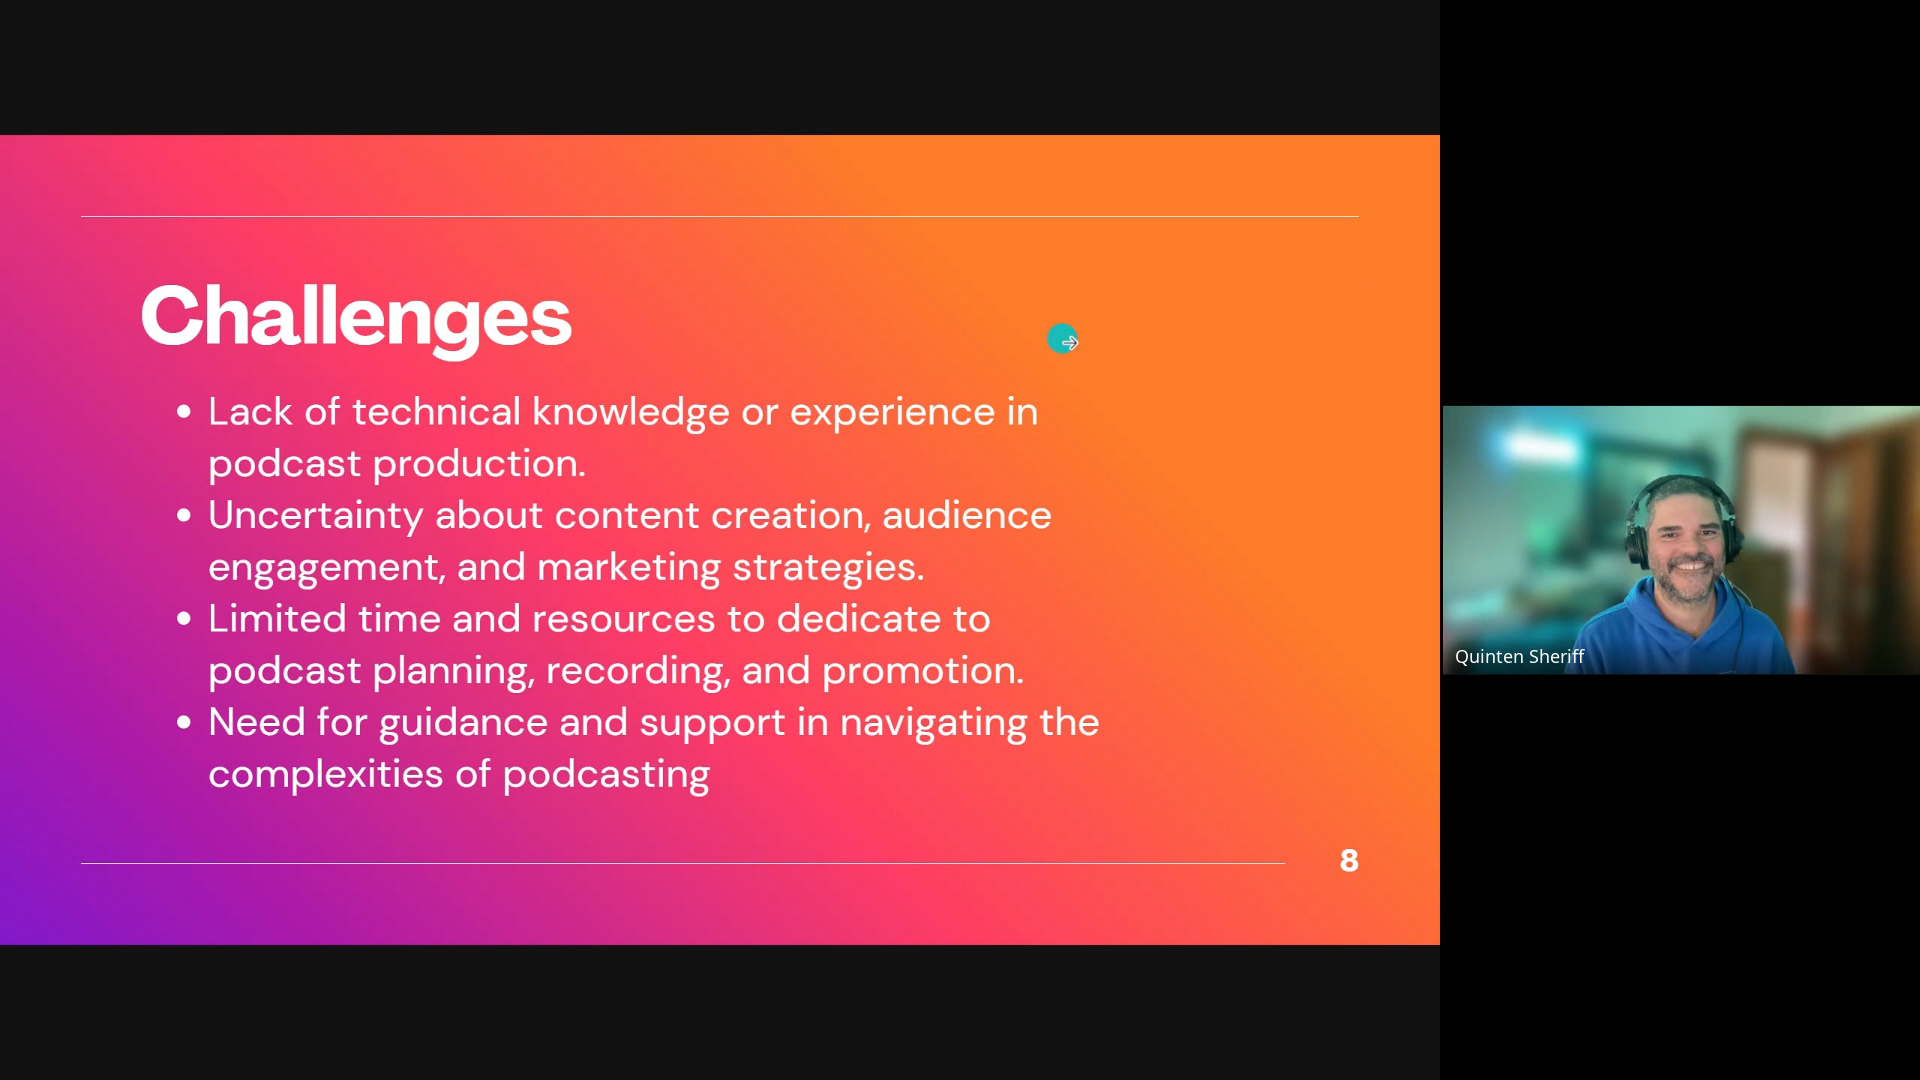 Challenges
• Lack of technical knowledge or experience in
podcast production.
• Uncertainty about content creation, audience
engagement, and marketing strategies.
• Limited time and resources to dedicate to
podcast planning, recording, and promotion.
• Need for guidance and support in navigating the
complexities of podcasting
8
Quinten Sheriff